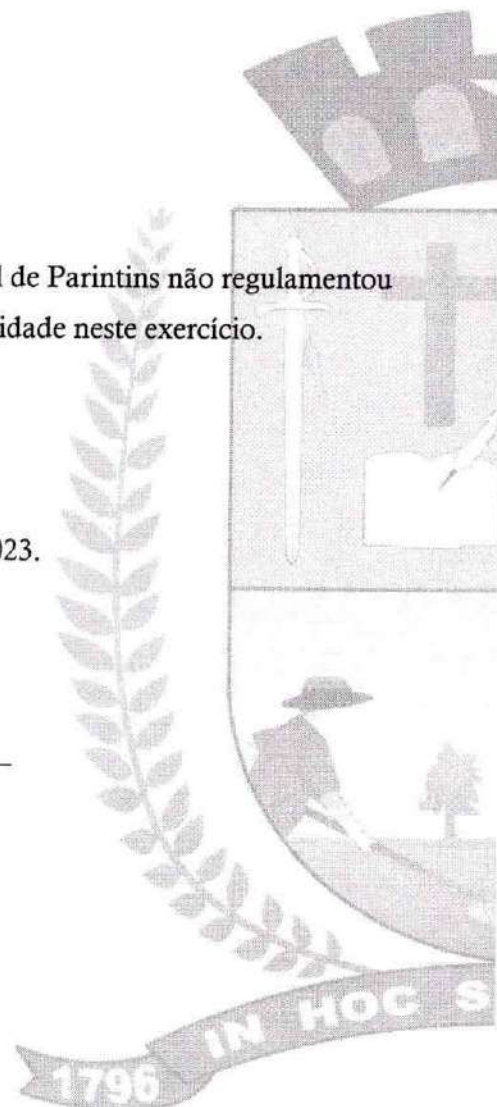 l de Parintins não regulamentou
idade neste exercício.
023.
IN HOC S
1796